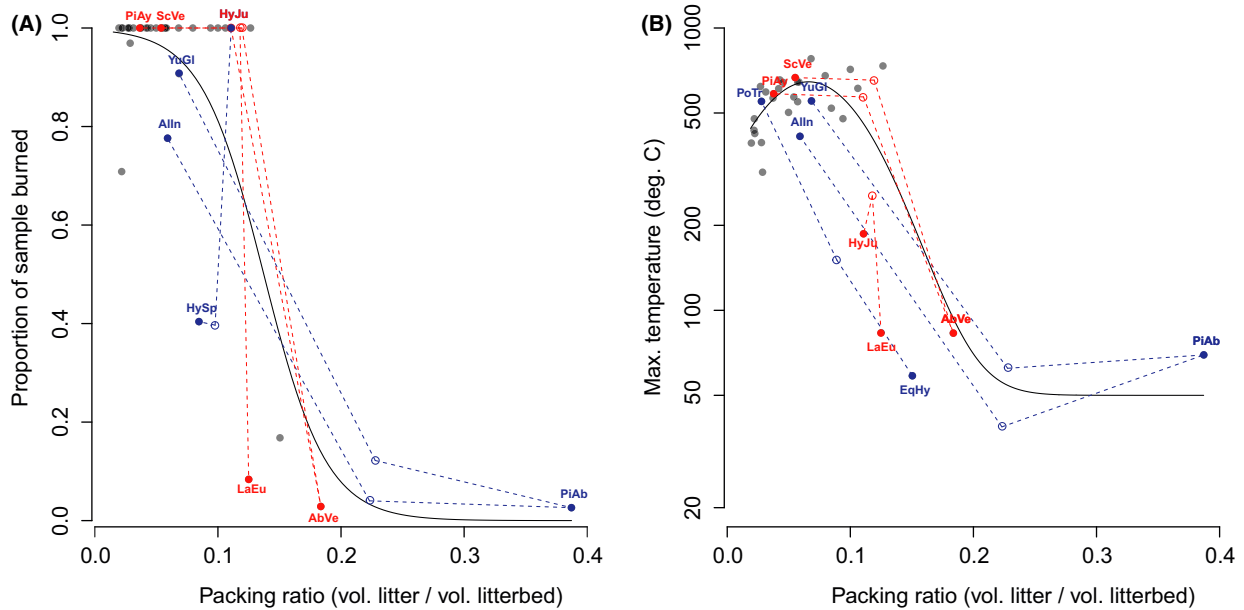 (A)
Proportion of sample burned
1.0
0.8
0.6
0.4
0.2
0.0
PiAy ScVe HyJu
YuGl
AlIn
HySp
LaEu
AbVe
PiAb
0.0 0.1 0.2 0.3 0.4
Packing ratio (vol. litter / vol. litterbed)
(B)
Max. temperature (deg. C)
1000
500
200
100
50
20
ScVe
PiAy
PoTr YuGl
AlIn
HyJu
AbVe
LaEu
EqHy
PiAb
0.0 0.1 0.2 0.3 0.4
Packing ratio (vol. litter / vol. litterbed)